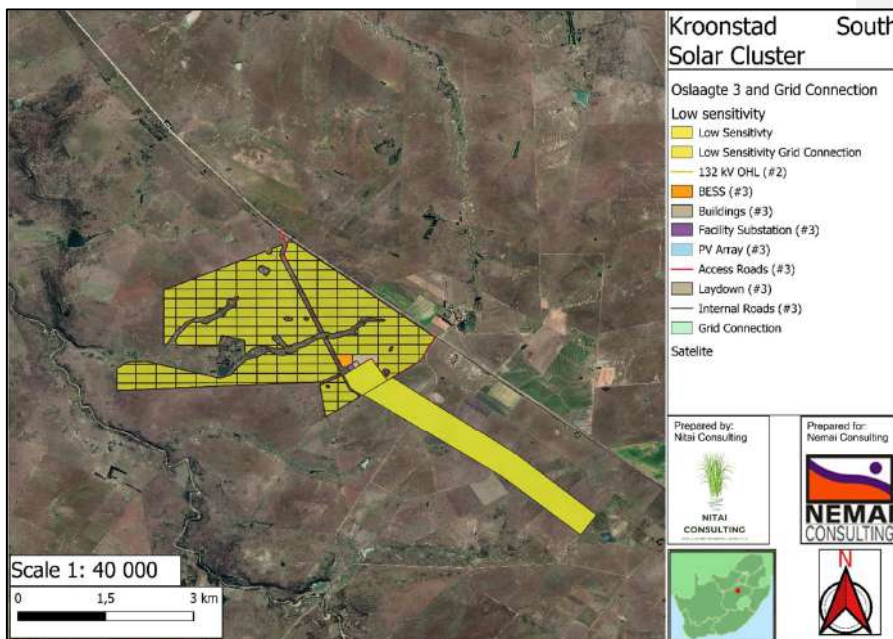 Kroonstad South
Solar Cluster
Oslaagte 3 and Grid Connection
Low sensitivity
Low Sensitivty
Low Sensitivity Grid Connection
132 kV OHL (#2)
BESS (#3)
Buildings (#3)
Facility Substation (#3)
PV Array (#3)
Access Roads (#3)
Laydown (#3)
Internal Roads (#3)
Grid Connection
Satelite
Prepared by:
Nitai Consulting
NITAI
CONSULTING
Prepared for:
Nemai Consulting
NEMAI
CONSULTING
Scale 1: 40 000
0 1,5 3 km
N